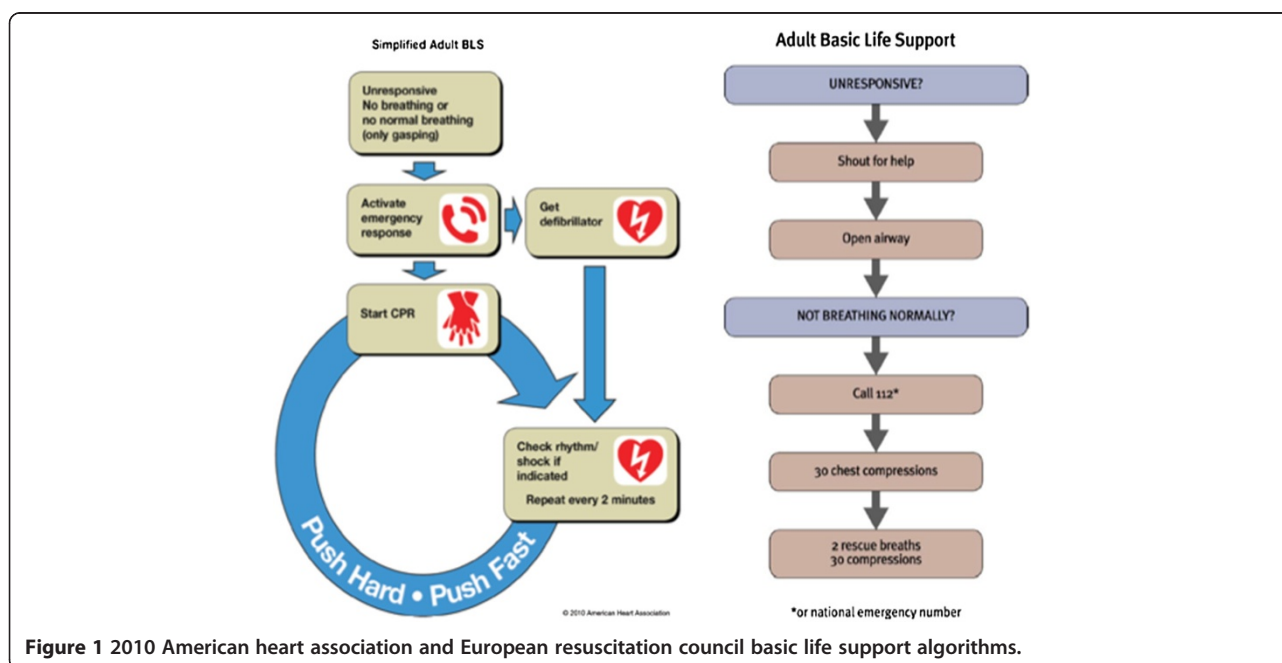 Simplified Adult BLS
Unresponsive
No breathing or
no normal breathing
(only gasping)
Activate
emergency
response
Get
defibrillator
Start CPR
Check rhythm/
shock if
indicated
Repeat every 2 minutes
Push Hard • Push Fast
© 2010 American Heart Association
Adult Basic Life Support
UNRESPONSIVE?
Shout for help
Open airway
NOT BREATHING NORMALLY?
Call 112*
30 chest compressions
2 rescue breaths
30 compressions
*or national emergency number
Figure 1 2010 American heart association and European resuscitation council basic life support algorithms.